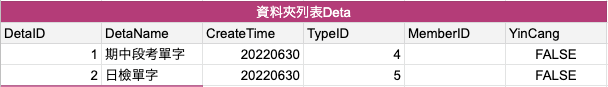 資料夾列表Deta
DetaID DetaName CreateTime TypeID MemberID YinCang
1 期中段考單字 20220630 4 FALSE
2 日檢單字 20220630 5 FALSE